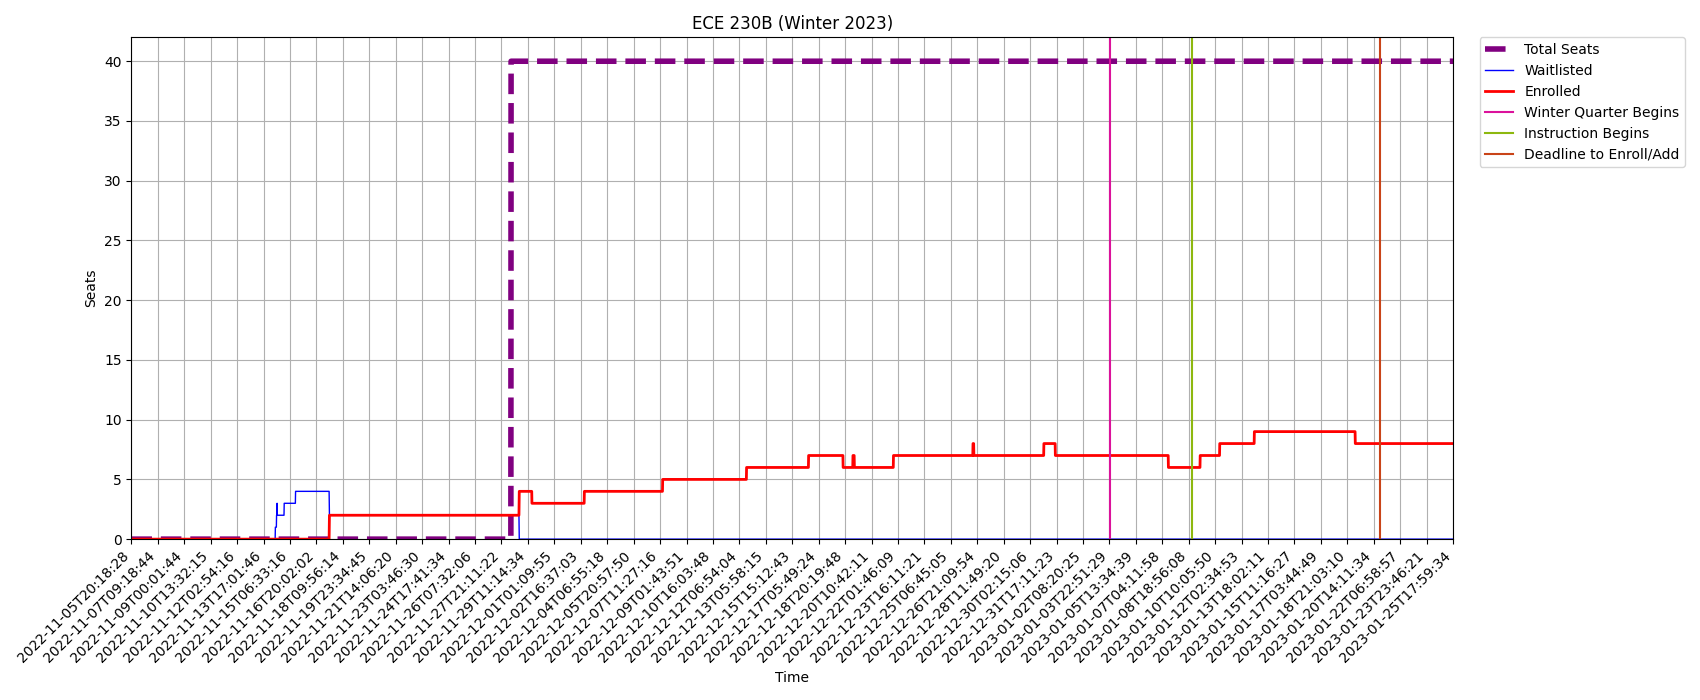 ECE 230B (Winter 2023)
Total Seats
Waitlisted
Enrolled
Winter Quarter Begins
Instruction Begins
Deadline to Enroll/Add
Seats
40
35
30
25
20
15
10
5
0
2022-11-05T20:18:28
2022-11-07T09:18:44
2022-11-09T00:01:44
2022-11-10T13:32:15
2022-11-12T02:54:16
2022-11-13T17:01:46
2022-11-15T06:33:16
2022-11-16T20:02:02
2022-11-18T09:56:14
2022-11-19T23:34:45
2022-11-21T14:06:20
2022-11-23T03:46:30
2022-11-24T17:41:34
2022-11-26T07:32:06
2022-11-27T21:11:22
2022-11-29T11:14:34
2022-12-01T01:09:55
2022-12-02T16:37:03
2022-12-04T06:55:18
2022-12-05T20:57:50
2022-12-07T11:27:16
2022-12-09T01:43:51
2022-12-10T16:03:48
2022-12-12T06:54:04
2022-12-13T05:58:15
2022-12-15T15:12:43
2022-12-17T05:49:24
2022-12-18T20:19:48
2022-12-20T10:42:11
2022-12-22T01:46:09
2022-12-23T16:11:21
2022-12-25T06:45:05
2022-12-26T21:09:54
2022-12-28T11:49:20
2022-12-30T02:15:06
2022-12-31T17:11:23
2023-01-02T08:20:25
2023-01-03T22:51:29
2023-01-05T13:34:39
2023-01-07T04:11:58
2023-01-08T18:56:08
2023-01-10T10:05:50
2023-01-12T02:34:53
2023-01-13T18:02:11
2023-01-15T11:16:27
2023-01-17T03:44:49
2023-01-18T21:03:10
2023-01-20T14:11:34
2023-01-22T06:58:57
2023-01-23T23:46:21
2023-01-25T17:59:34
Time